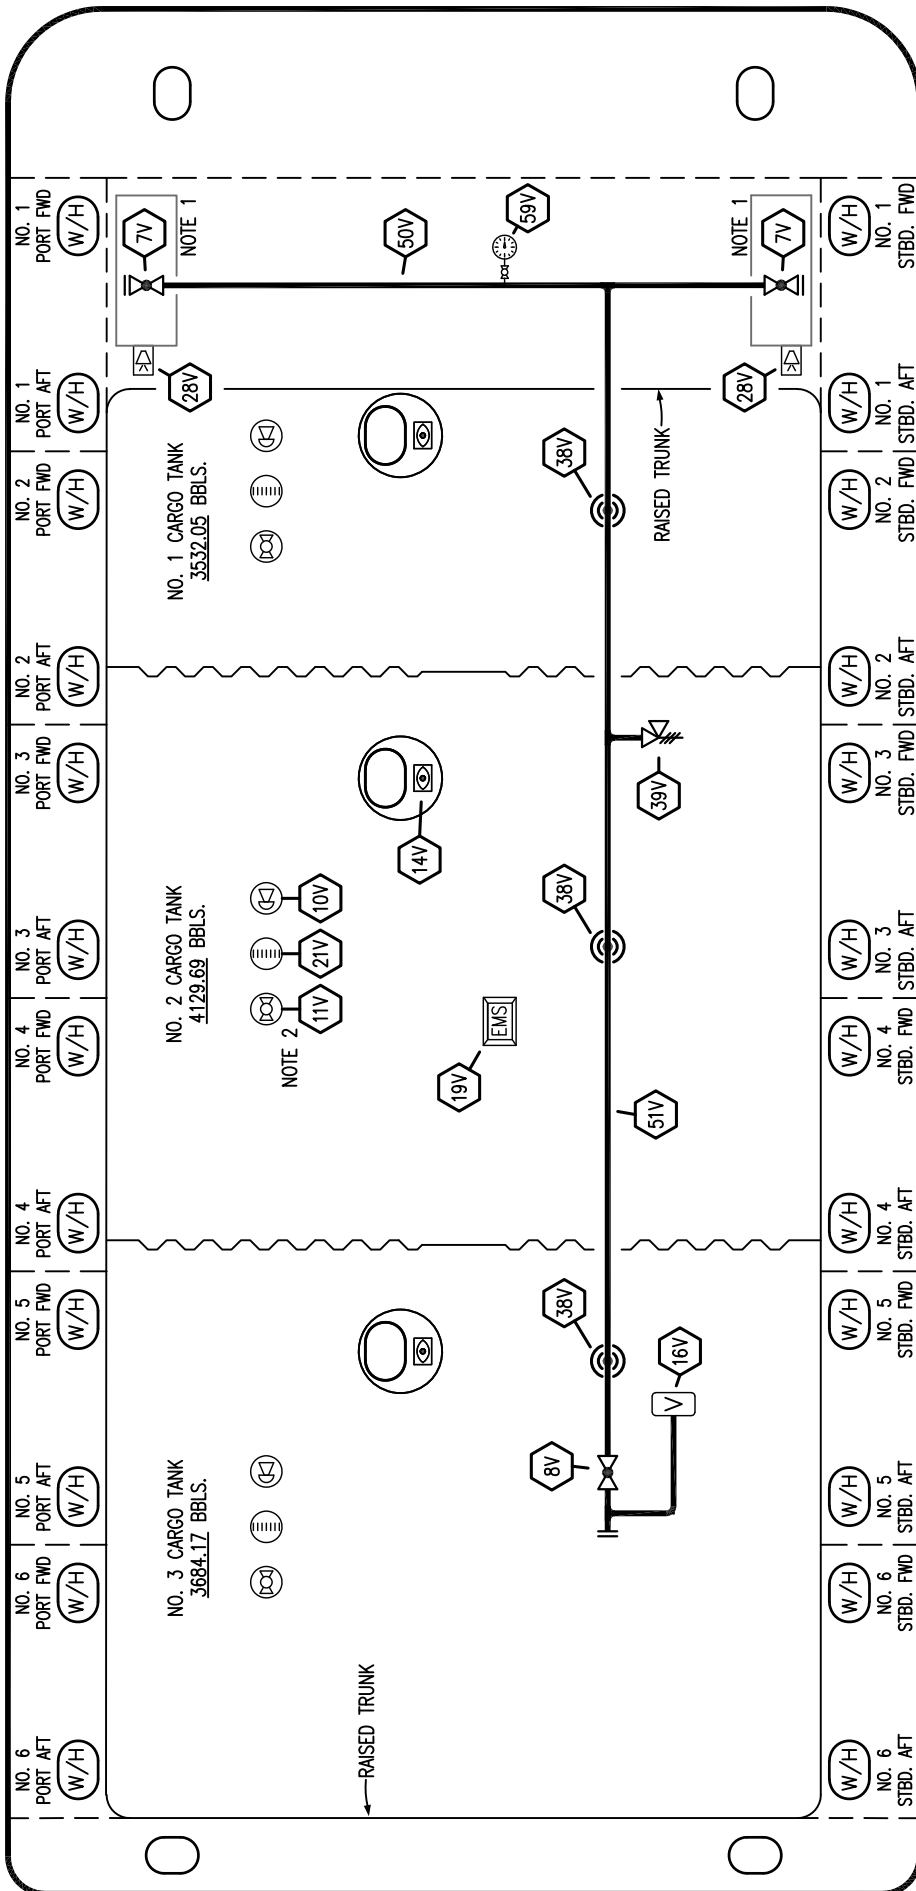 NO. 1
PORT FWD
W/H
NO. 1
PORT AFT
W/H
NO. 2
PORT FWD
W/H
NO. 2
PORT AFT
W/H
NO. 3
PORT FWD
W/H
NO. 3
PORT AFT
W/H
NO. 4
PORT FWD
W/H
NO. 4
PORT AFT
W/H
NO. 5
PORT FWD
W/H
NO. 5
PORT AFT
W/H
NO. 6
PORT FWD
W/H
NO. 6
PORT AFT
W/H
7V
NOTE 1
28V
50V
59V
7V
NOTE 1
28V
NO. 1 CARGO TANK
3532.05 BBLS.
38V
RAISED TRUNK
NO. 2 CARGO TANK
4129.69 BBLS.
10V
21V
11V
NOTE 2
14V
19V
EMS
39V
38V
51V
NO. 3 CARGO TANK
3684.17 BBLS.
38V
16V
V
8V
RAISED TRUNK
W/H
NO. 1
STBD. FWD
W/H
NO. 1
STBD. AFT
W/H
NO. 2
STBD. FWD
W/H
NO. 2
STBD. AFT
W/H
NO. 3
STBD. FWD
W/H
NO. 3
STBD. AFT
W/H
NO. 4
STBD. FWD
W/H
NO. 4
STBD. AFT
W/H
NO. 5
STBD. FWD
W/H
NO. 5
STBD. AFT
W/H
NO. 6
STBD. FWD
W/H
NO. 6
STBD. AFT